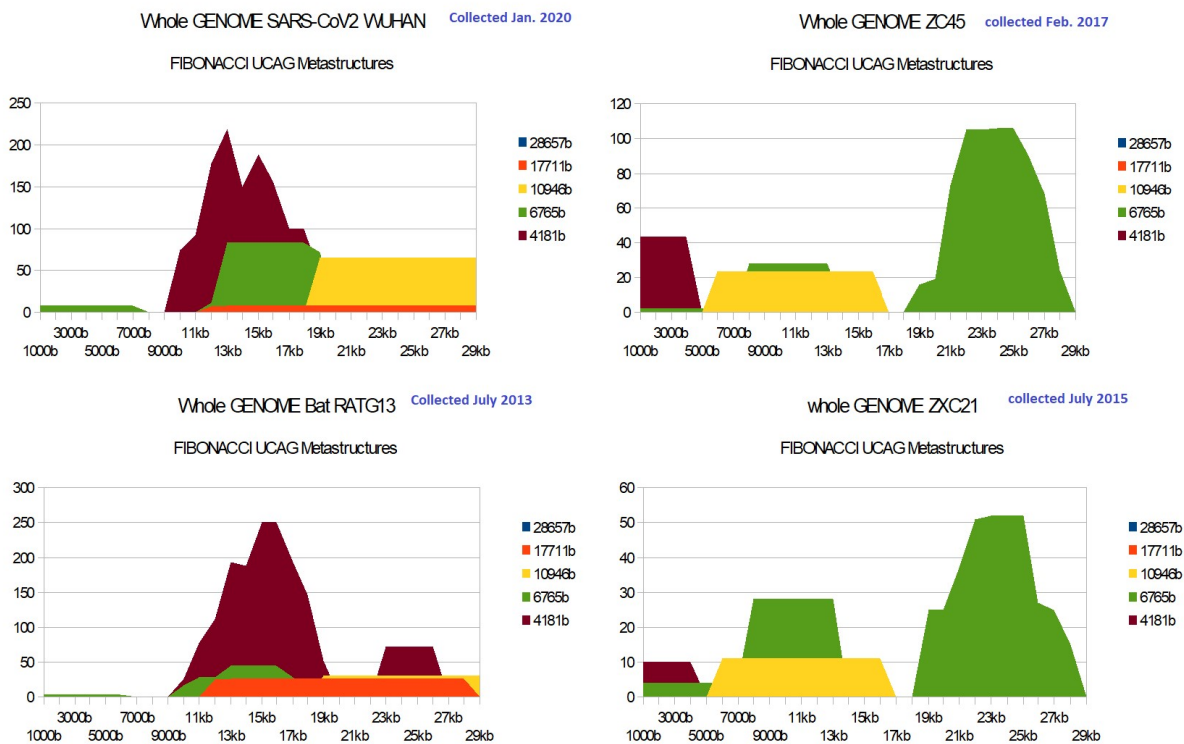 Whole GENOME SARS-CoV2 WUHAN Collected Jan. 2020
FIBONACCI UCAG Metastructures
250
200
150
100
50
0
1000b 3000b 5000b 7000b 9000b 11kb 13kb 15kb 17kb 19kb 21kb 23kb 25kb 27kb 29kb
28657b
17711b
10946b
6765b
4181b
Whole GENOME ZC45 collected Feb. 2017
FIBONACCI UCAG Metastructures
120
100
80
60
40
20
0
1000b 3000b 5000b 7000b 9000b 11kb 13kb 15kb 17kb 19kb 21kb 23kb 25kb 27kb 29kb
28657b
17711b
10946b
6765b
4181b
Whole GENOME Bat RATG13 Collected July 2013
FIBONACCI UCAG Metastructures
300
250
200
150
100
50
0
1000b 3000b 5000b 7000b 9000b 11kb 13kb 15kb 17kb 19kb 21kb 23kb 25kb 27kb 29kb
28657b
17711b
10946b
6765b
4181b
whole GENOME ZXC21 collected July 2015
FIBONACCI UCAG Metastructures
60
50
40
30
20
10
0
1000b 3000b 5000b 7000b 9000b 11kb 13kb 15kb 17kb 19kb 21kb 23kb 25kb 27kb 29kb
28657b
17711b
10946b
6765b
4181b